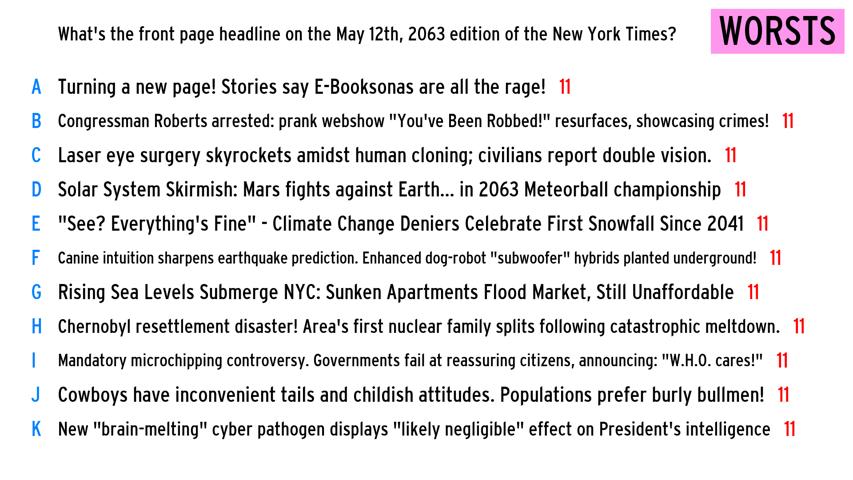 What's the front page headline on the May 12th, 2063 edition of the New York Times?
WORSTS
A Turning a new page! Stories say E-Booksonas are all the rage! 11
B Congressman Roberts arrested: prank webshow "You've Been Robbed!" resurfaces, showcasing crimes! 11
C Laser eye surgery skyrockets amidst human cloning; civilians report double vision. 11
D Solar System Skirmish: Mars fights against Earth... in 2063 Meteorball championship 11
E "See? Everything's Fine" - Climate Change Deniers Celebrate First Snowfall Since 2041 11
F Canine intuition sharpens earthquake prediction. Enhanced dog-robot "subwoofer" hybrids planted underground! 11
G Rising Sea Levels Submerge NYC: Sunken Apartments Flood Market, Still Unaffordable 11
H Chernobyl resettlement disaster! Area's first nuclear family splits following catastrophic meltdown. 11
I Mandatory microchipping controversy. Governments fail at reassuring citizens, announcing: "W.H.O. cares!" 11
J Cowboys have inconvenient tails and childish attitudes. Populations prefer burly bullmen! 11
K New "brain-melting" cyber pathogen displays "likely negligible" effect on President's intelligence 11